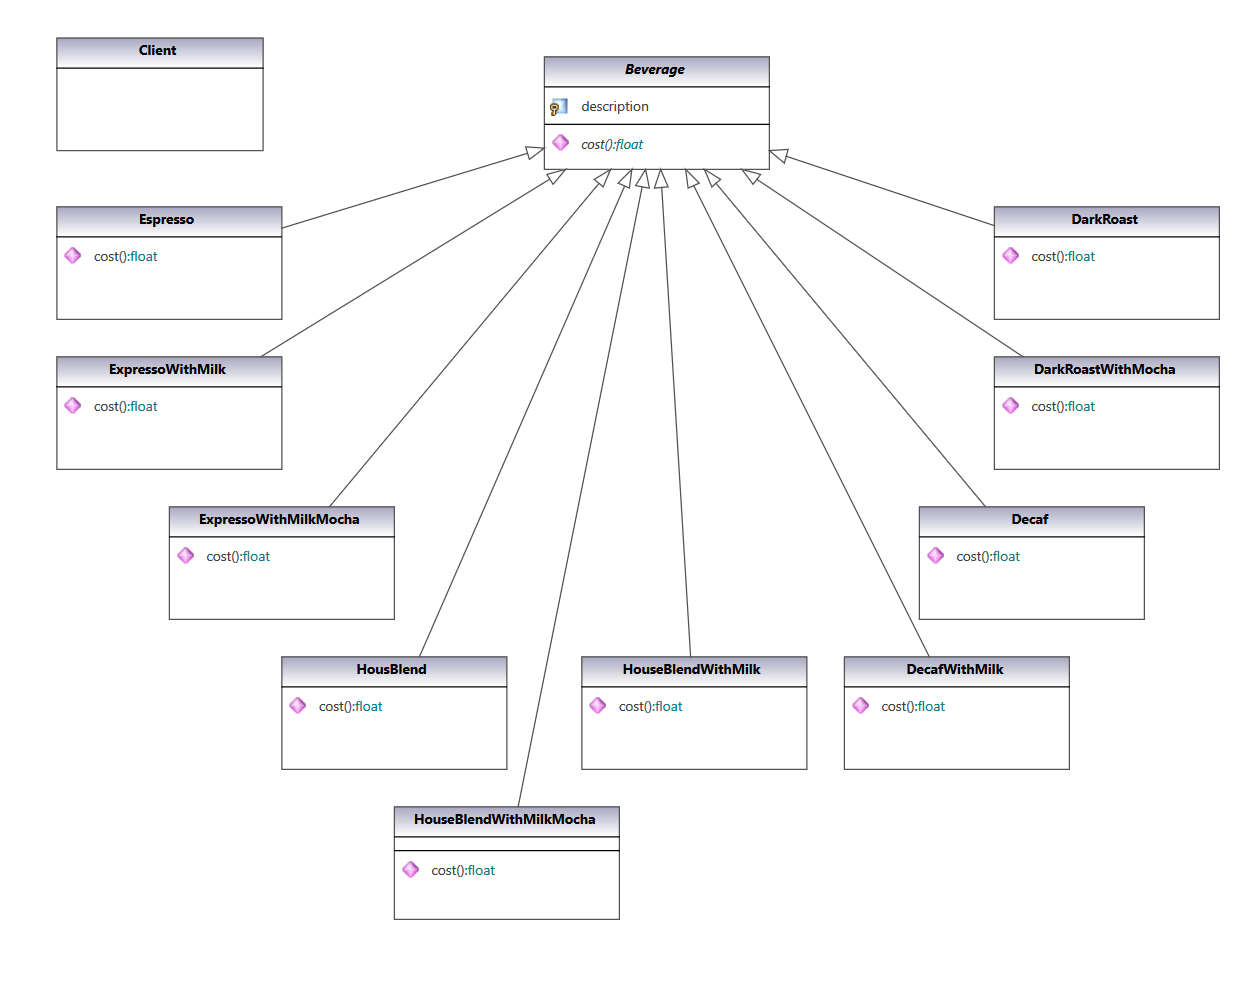 Client
Beverage
description
cost():float
Espresso
cost():float
DarkRoast
cost():float
ExpressoWithMilk
cost():float
DarkRoastWithMocha
cost():float
ExpressoWithMilkMocha
cost():float
Decaf
cost():float
HousBlend
cost():float
HouseBlendWithMilk
cost():float
DecafWithMilk
cost():float
HouseBlendWithMilkMocha
cost():float